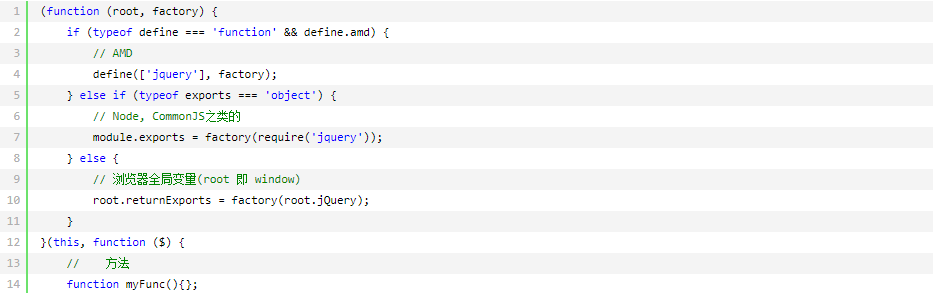 1 (function (root, factory) {
2     if (typeof define === 'function' && define.amd) {
3         // AMD
4         define(['jquery'], factory);
5     } else if (typeof exports === 'object') {
6         // Node, CommonJS之类的
7         module.exports = factory(require('jquery'));
8     } else {
9         // 浏览器全局变量(root 即 window)
10         root.returnExports = factory(root.jQuery);
11     }
12 }(this, function ($) {
13     //    方法
14     function myFunc(){};